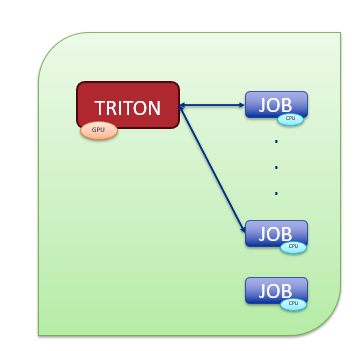 TRITON
GPU
JOB
CPU
.
.
.
JOB
CPU
JOB
CPU